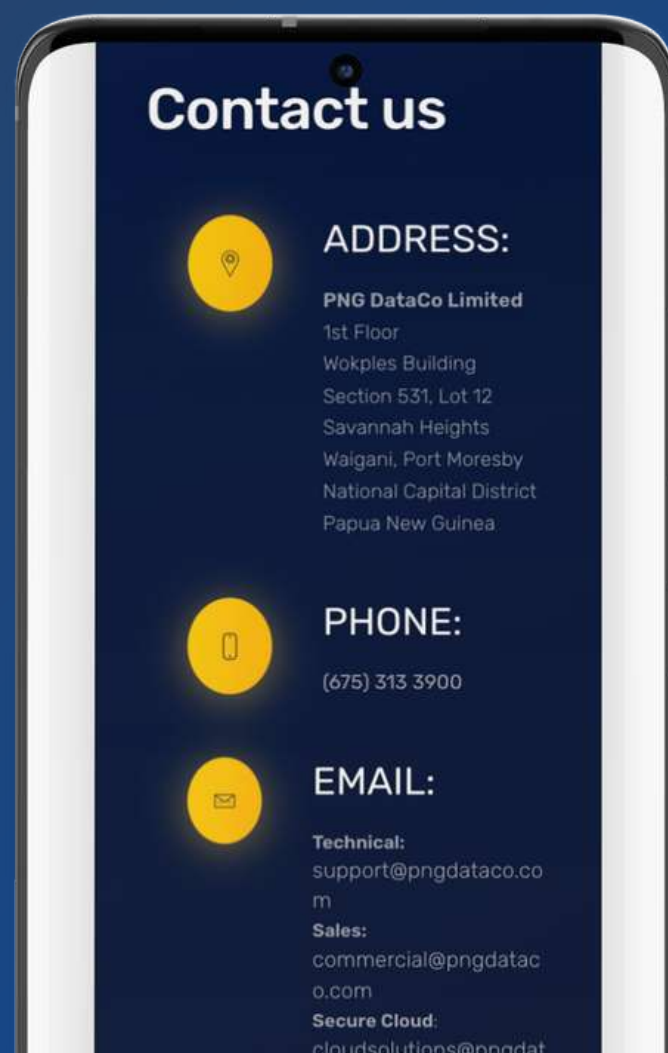 Contact us
ADDRESS:
PNG DataCo Limited
1st Floor
Wokples Building
Section 531, Lot 12
Savannah Heights
Waigani, Port Moresby
National Capital District
Papua New Guinea
PHONE:
(675) 313 3900
EMAIL:
Technical:
support@pngdataco.co
m
Sales:
commercial@pngdatac
o.com
Secure Cloud:
cloudsolutions@pngdat